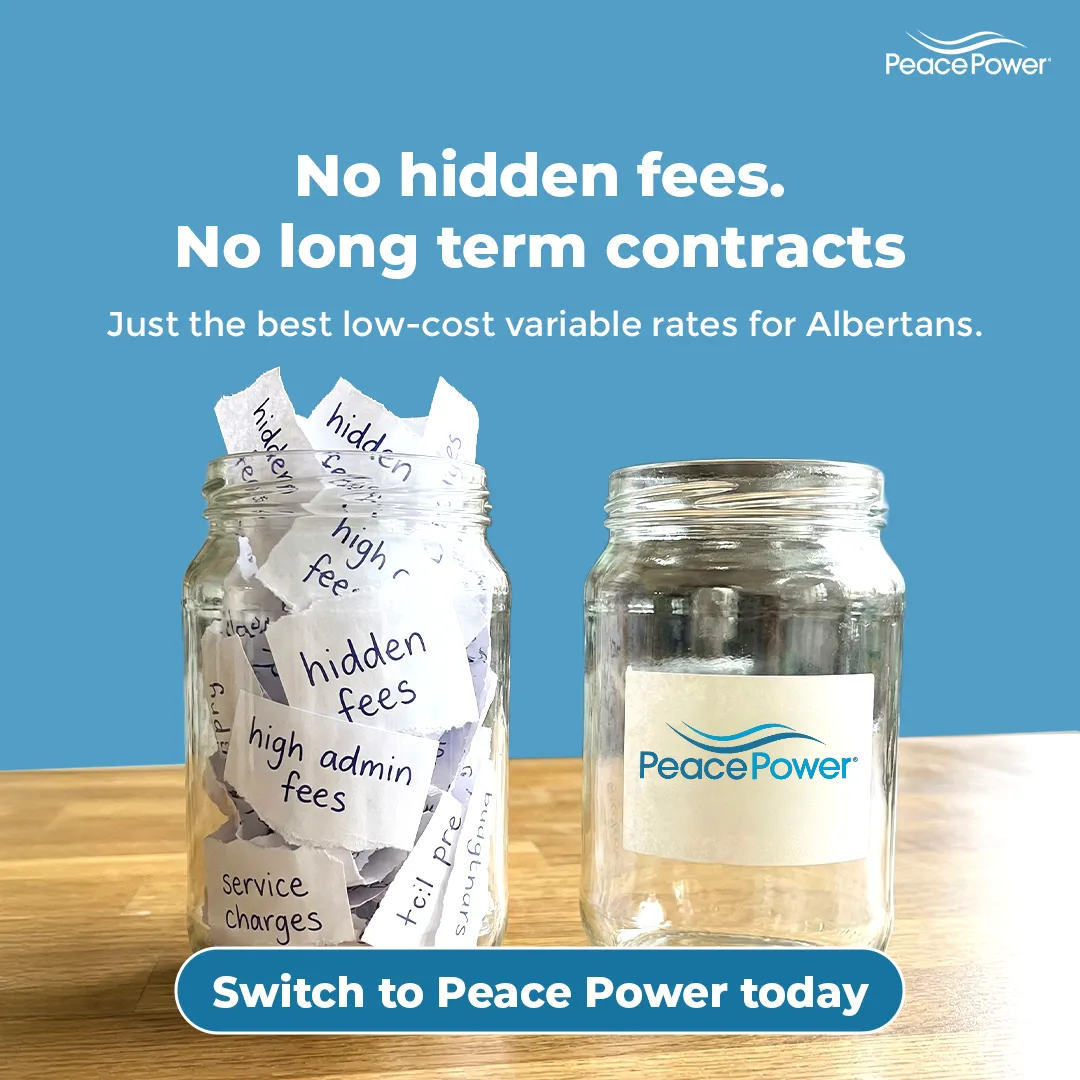 PeacePower
No hidden fees.
No long term contracts
Just the best low-cost variable rates for Albertans.
hidden
hidden
high
fee
hidden
fees
high admin
fees
service
charges
PeacePower®
Switch to Peace Power today